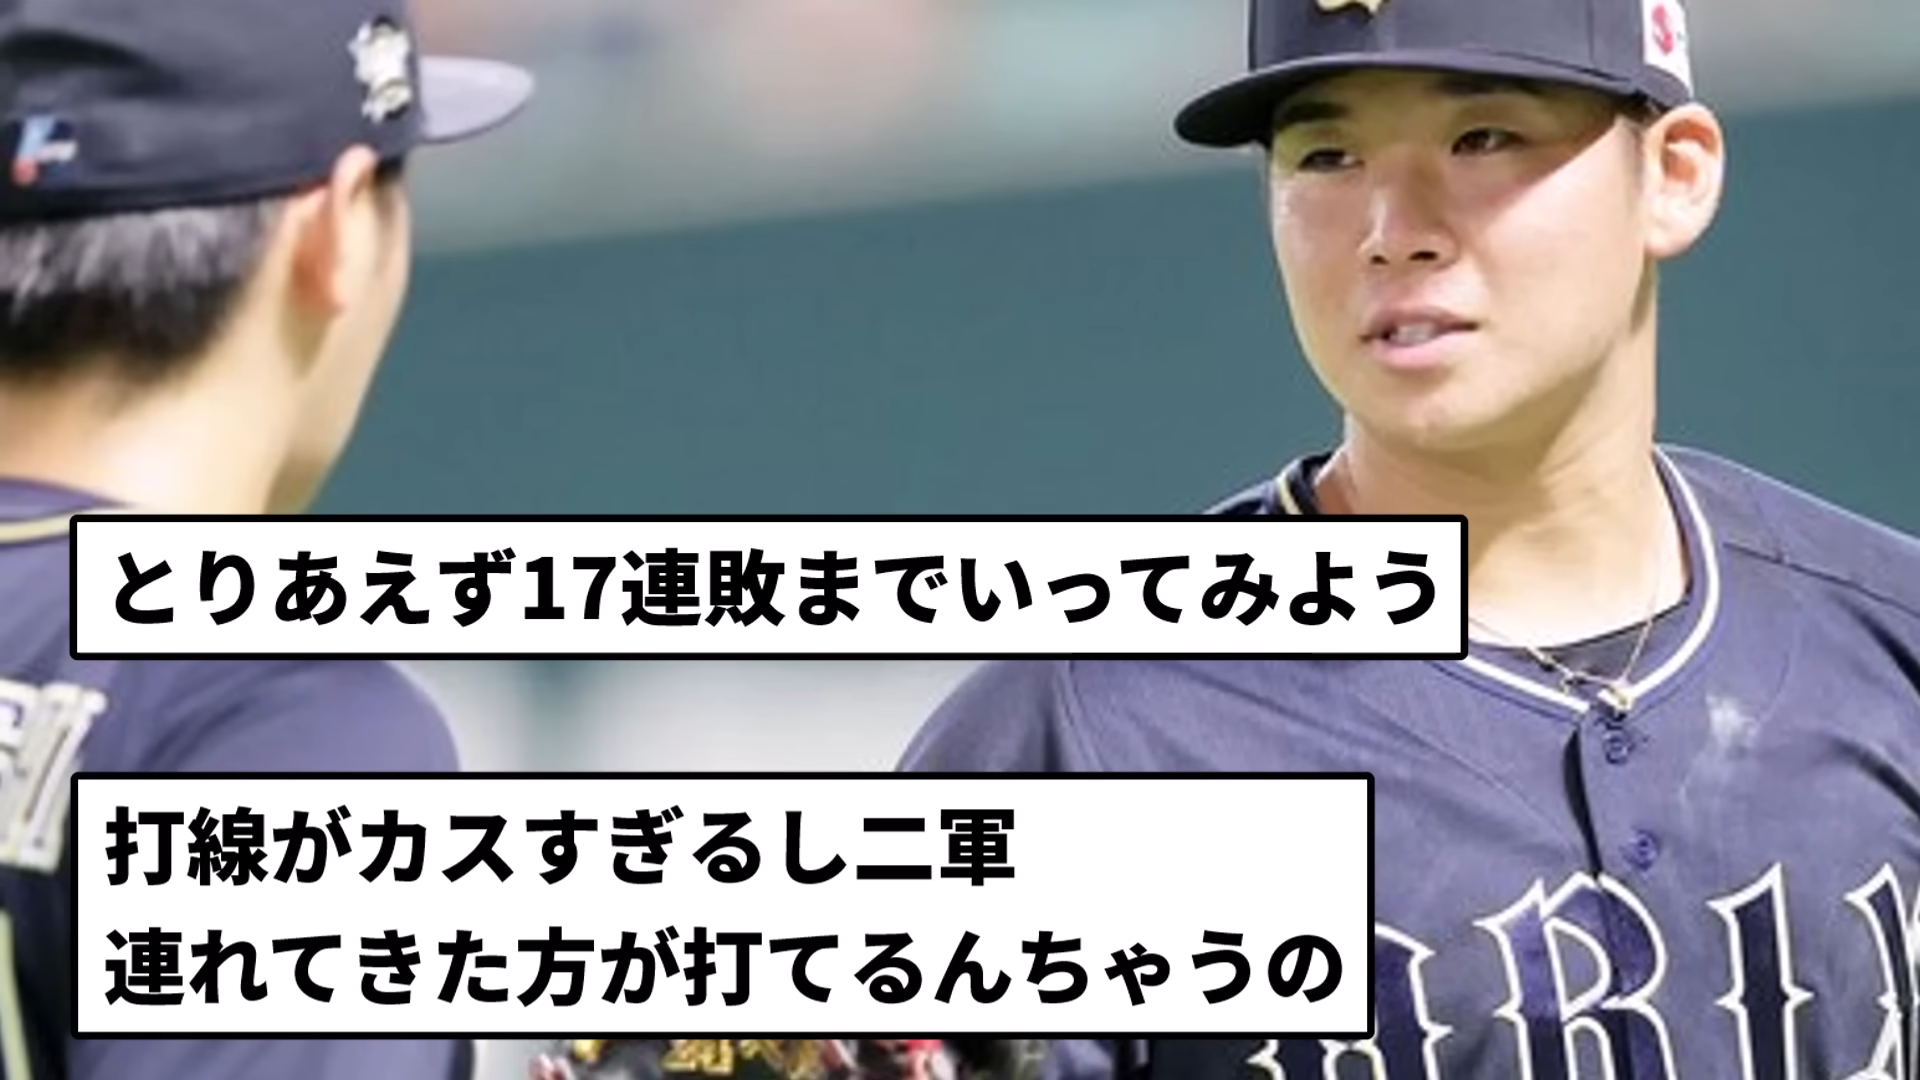 とりあえず17連敗までいってみよう
打線がカスすぎるし二軍
連れてきた方が打てるんちゃうの